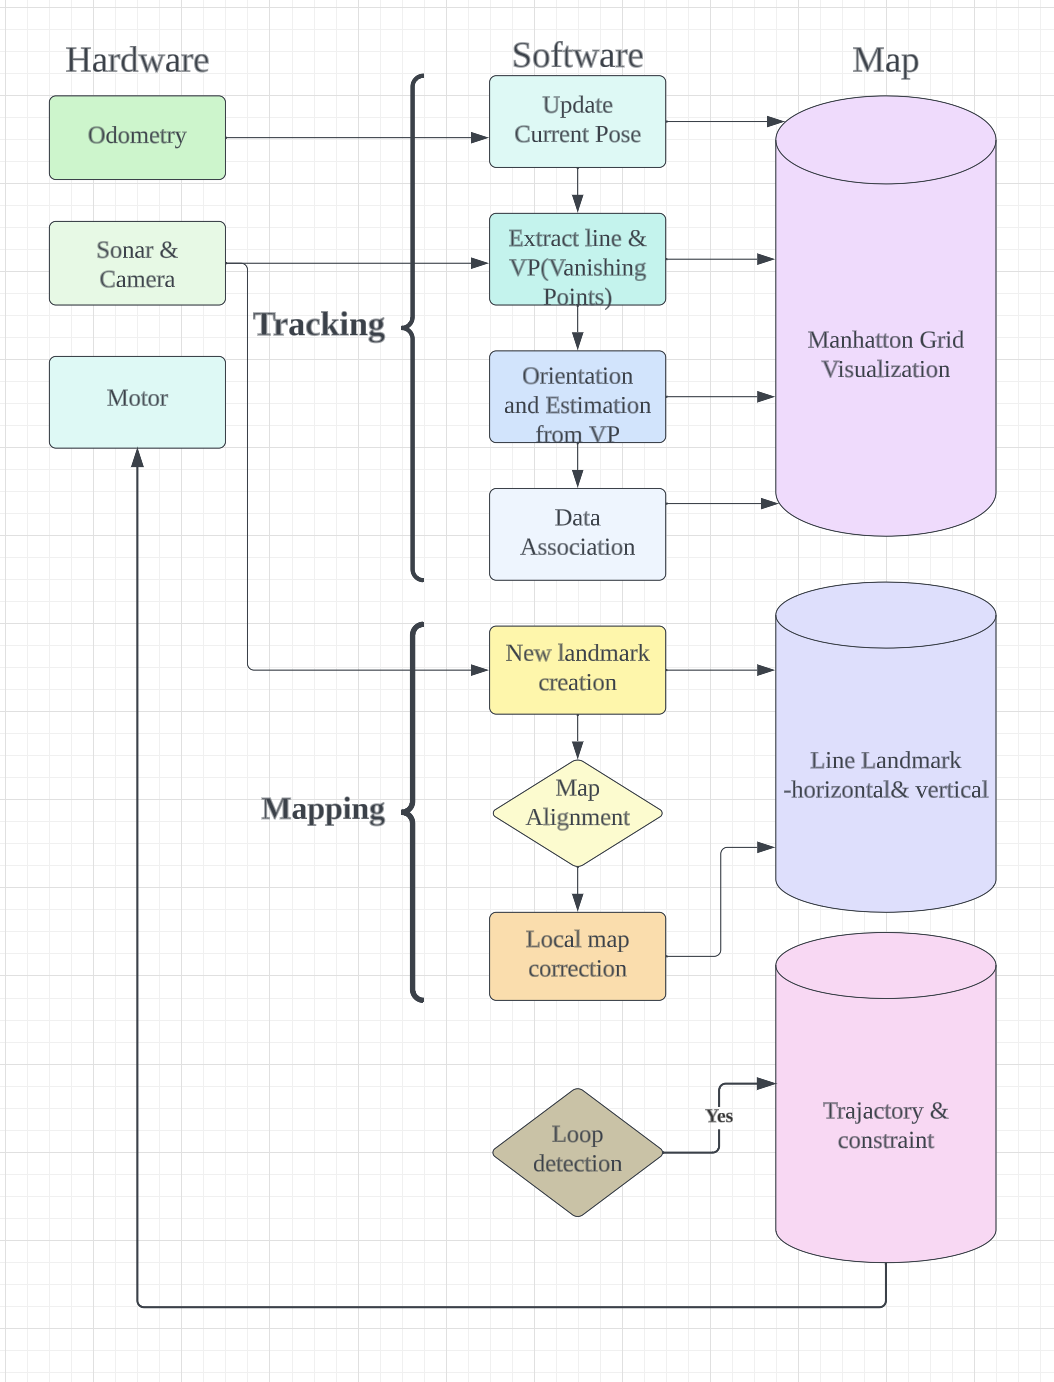 Hardware
Software
Map
Odometry
Sonar &
Camera
Motor
Tracking
Update
Current Pose
Extract line &
VP(Vanishing
Points)
Orientation
and Estimation
from VP
Data
Association
Manhatton Grid
Visualization
Mapping
New landmark
creation
Map
Alignment
Local map
correction
Line Landmark
-horizontal& vertical
Loop
detection
Yes
Trajactory &
constraint